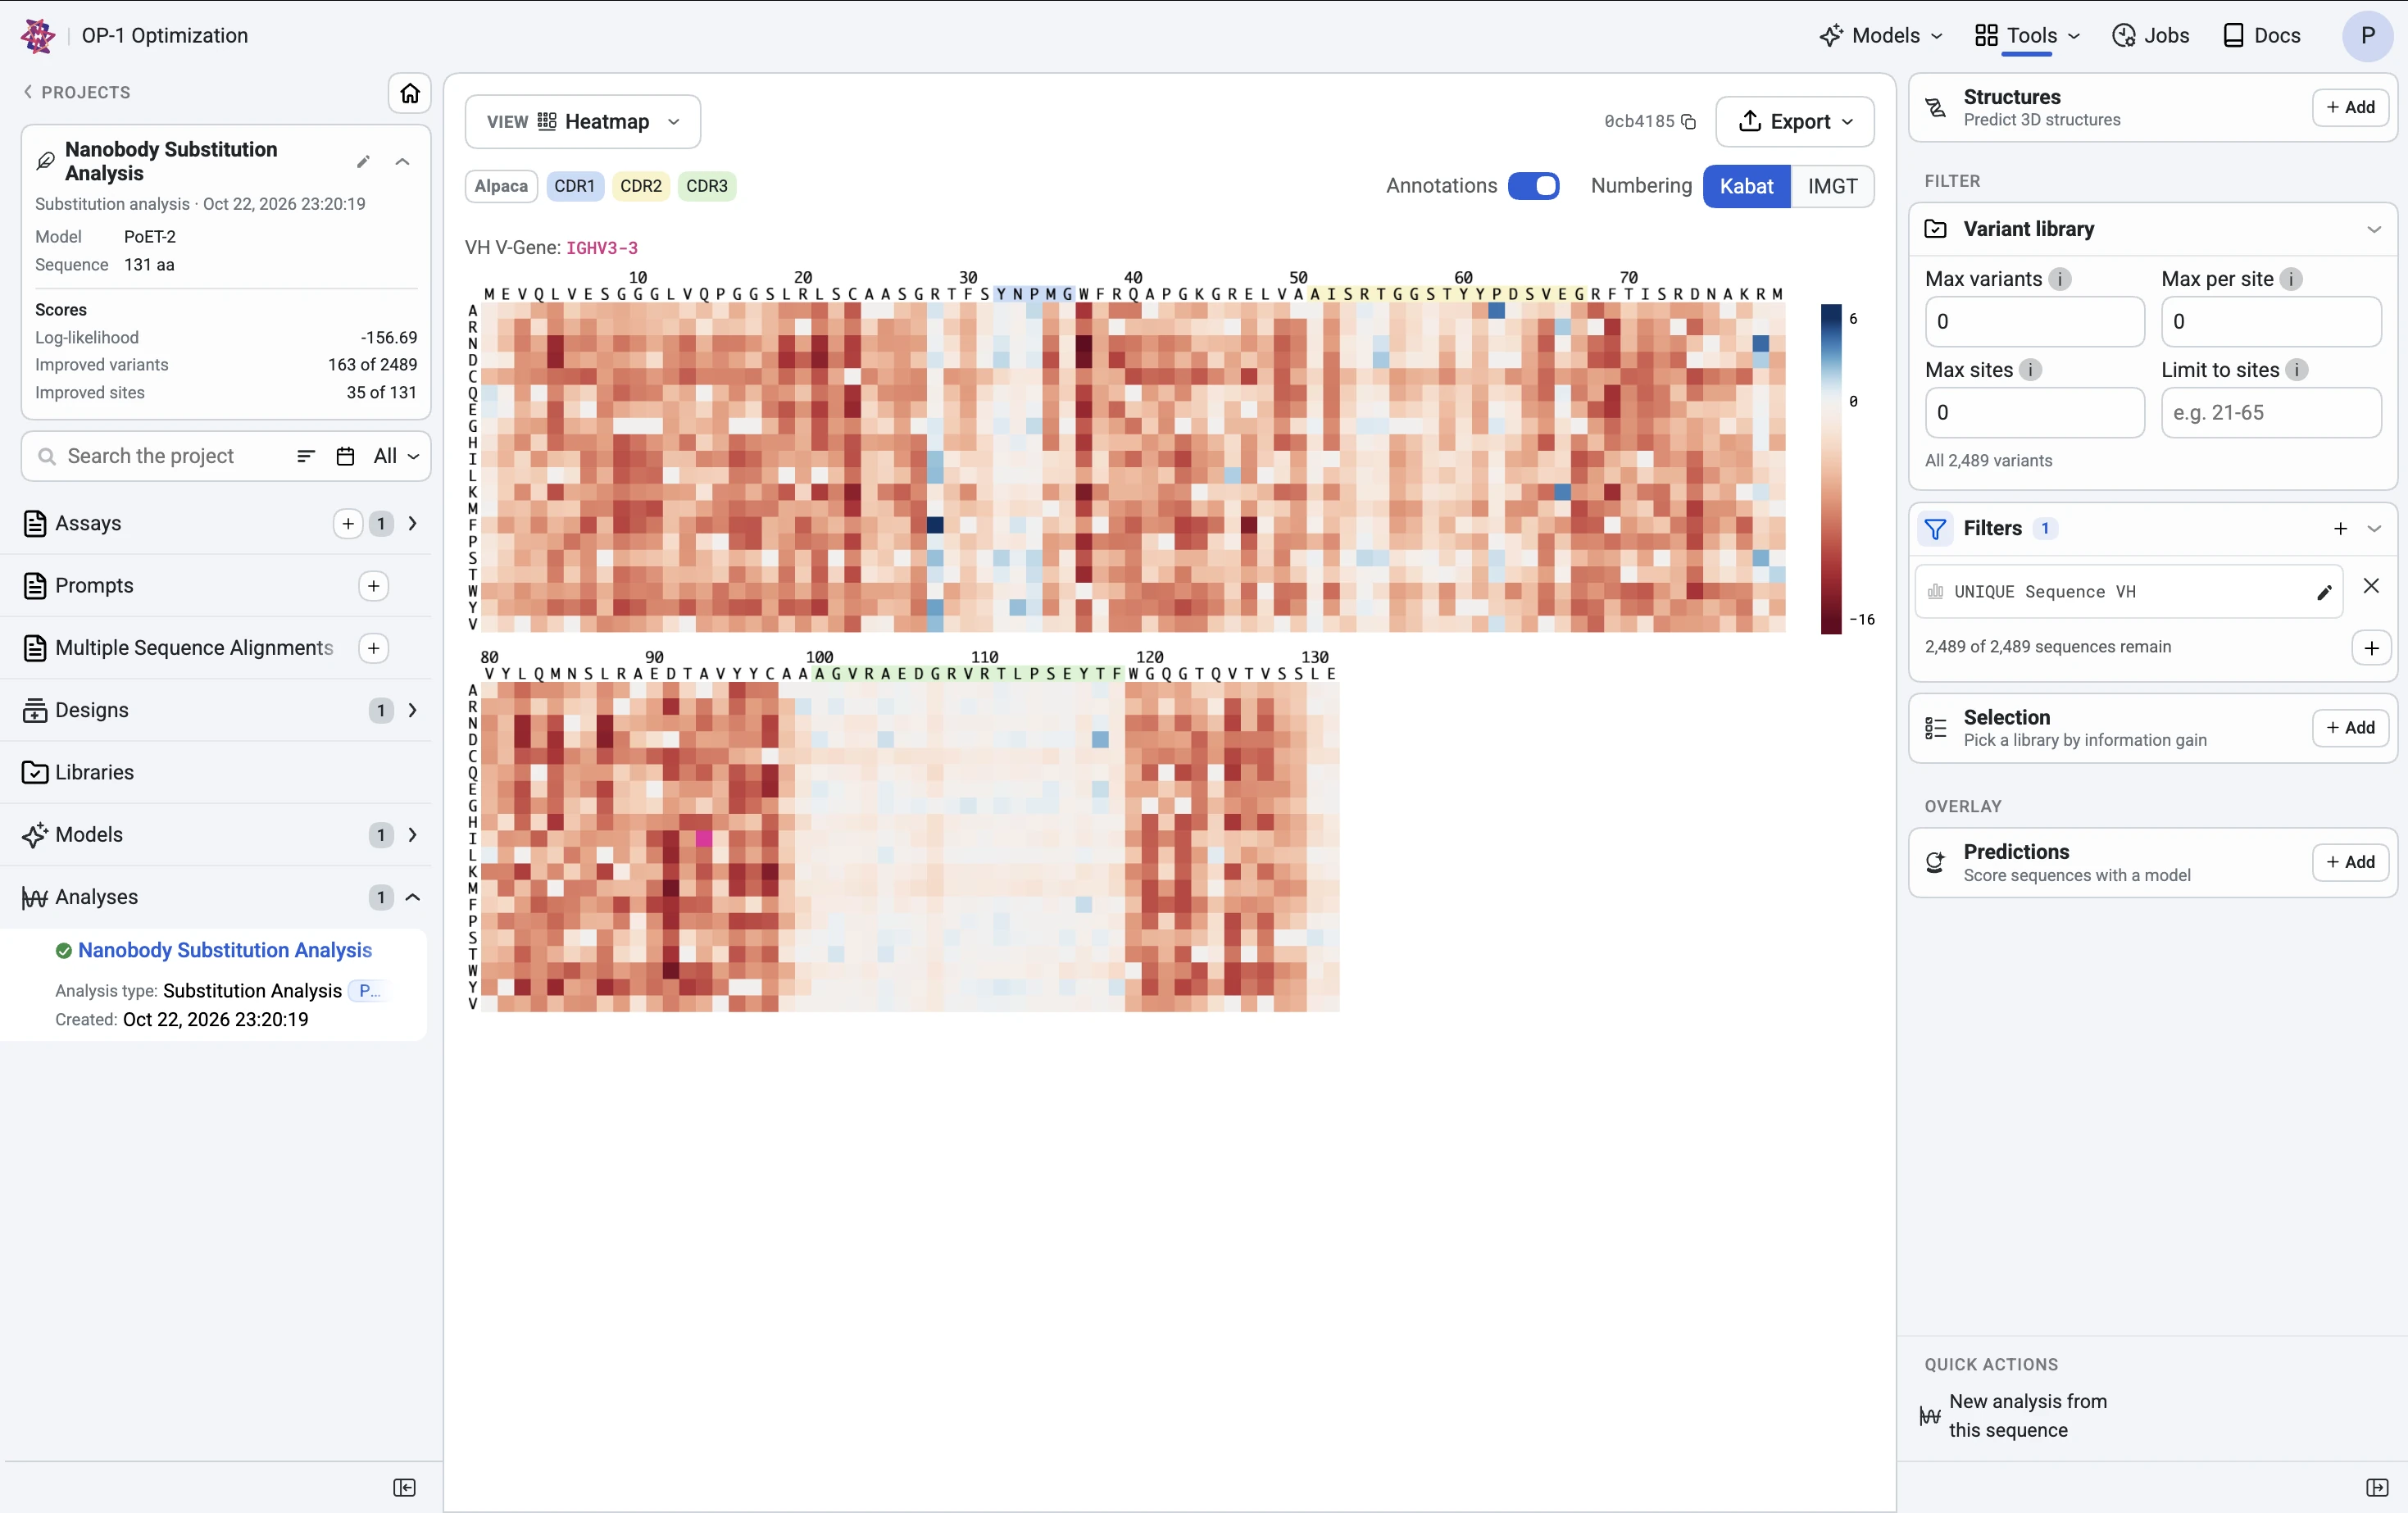 OP-1 Optimization
Models
Tools
Jobs
Docs
P
PROJECTS
Nanobody Substitution Analysis
Substitution analysis · Oct 22, 2026 23:20:19
Model PoET-2
Sequence 131 aa
Scores
Log-likelihood -156.69
Improved variants 163 of 2489
Improved sites 35 of 131
Search the project
All
Assays 1
Prompts
Multiple Sequence Alignments
Designs 1
Libraries
Models 1
Analyses 1
Nanobody Substitution Analysis
Analysis type: Substitution Analysis P...
Created: Oct 22, 2026 23:20:19
VIEW Heatmap
0cb4185
Export
Alpaca CDR1 CDR2 CDR3
Annotations
Numbering Kabat IMGT
VH V-Gene: IGHV3-3
10 20 30 40 50 60 70
M E V Q L V E S G G G L V Q P G G S L R L S C A A S G R T F S Y N P M G W F R Q A P G K G R E L V A A I S R T G G S T Y Y P D S V E G R F T I S R D N A K R M
A
R
N
D
C
Q
E
G
H
I
L
K
M
F
P
S
T
W
Y
V
6
0
-16
80 90 100 110 120 130
V Y L Q M N S L R A E D T A V Y Y C A A A G V R A E D G R V R T L P S E Y T F W G Q G T Q V T V S S L E
A
R
N
D
C
Q
E
G
H
I
L
K
M
F
P
S
T
W
Y
V
Structures
Predict 3D structures
+ Add
FILTER
Variant library
Max variants i
Max per site i
0
0
Max sites i
Limit to sites i
0
e.g. 21-65
All 2,489 variants
Filters 1
UNIQUE Sequence VH
2,489 of 2,489 sequences remain
Selection
Pick a library by information gain
+ Add
OVERLAY
Predictions
Score sequences with a model
+ Add
QUICK ACTIONS
New analysis from
this sequence